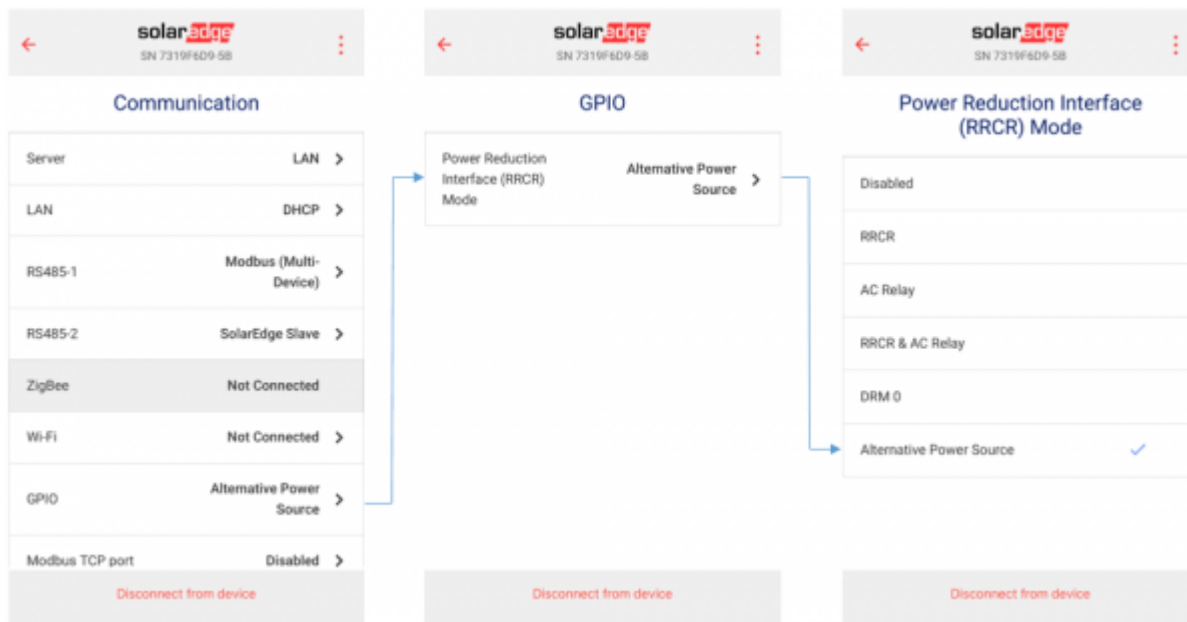 solaredge
SN 7319F6D9-5B
Communication
Server LAN
LAN DHCP
RS485-1 Modbus (Multi-
Device)
RS485-2 SolarEdge Slave
ZigBee Not Connected
Wi-Fi Not Connected
GPIO Alternative Power
Source
Modbus TCP port Disabled
Disconnect from device
solaredge
SN 7319F6D9-5B
GPIO
Power Reduction
Interface (RRCR)
Mode
Alternative Power
Source
Disconnect from device
solaredge
SN 7319F6D9-5B
Power Reduction Interface
(RRCR) Mode
Disabled
RRCR
AC Relay
RRCR & AC Relay
DRM 0
Alternative Power Source
Disconnect from device